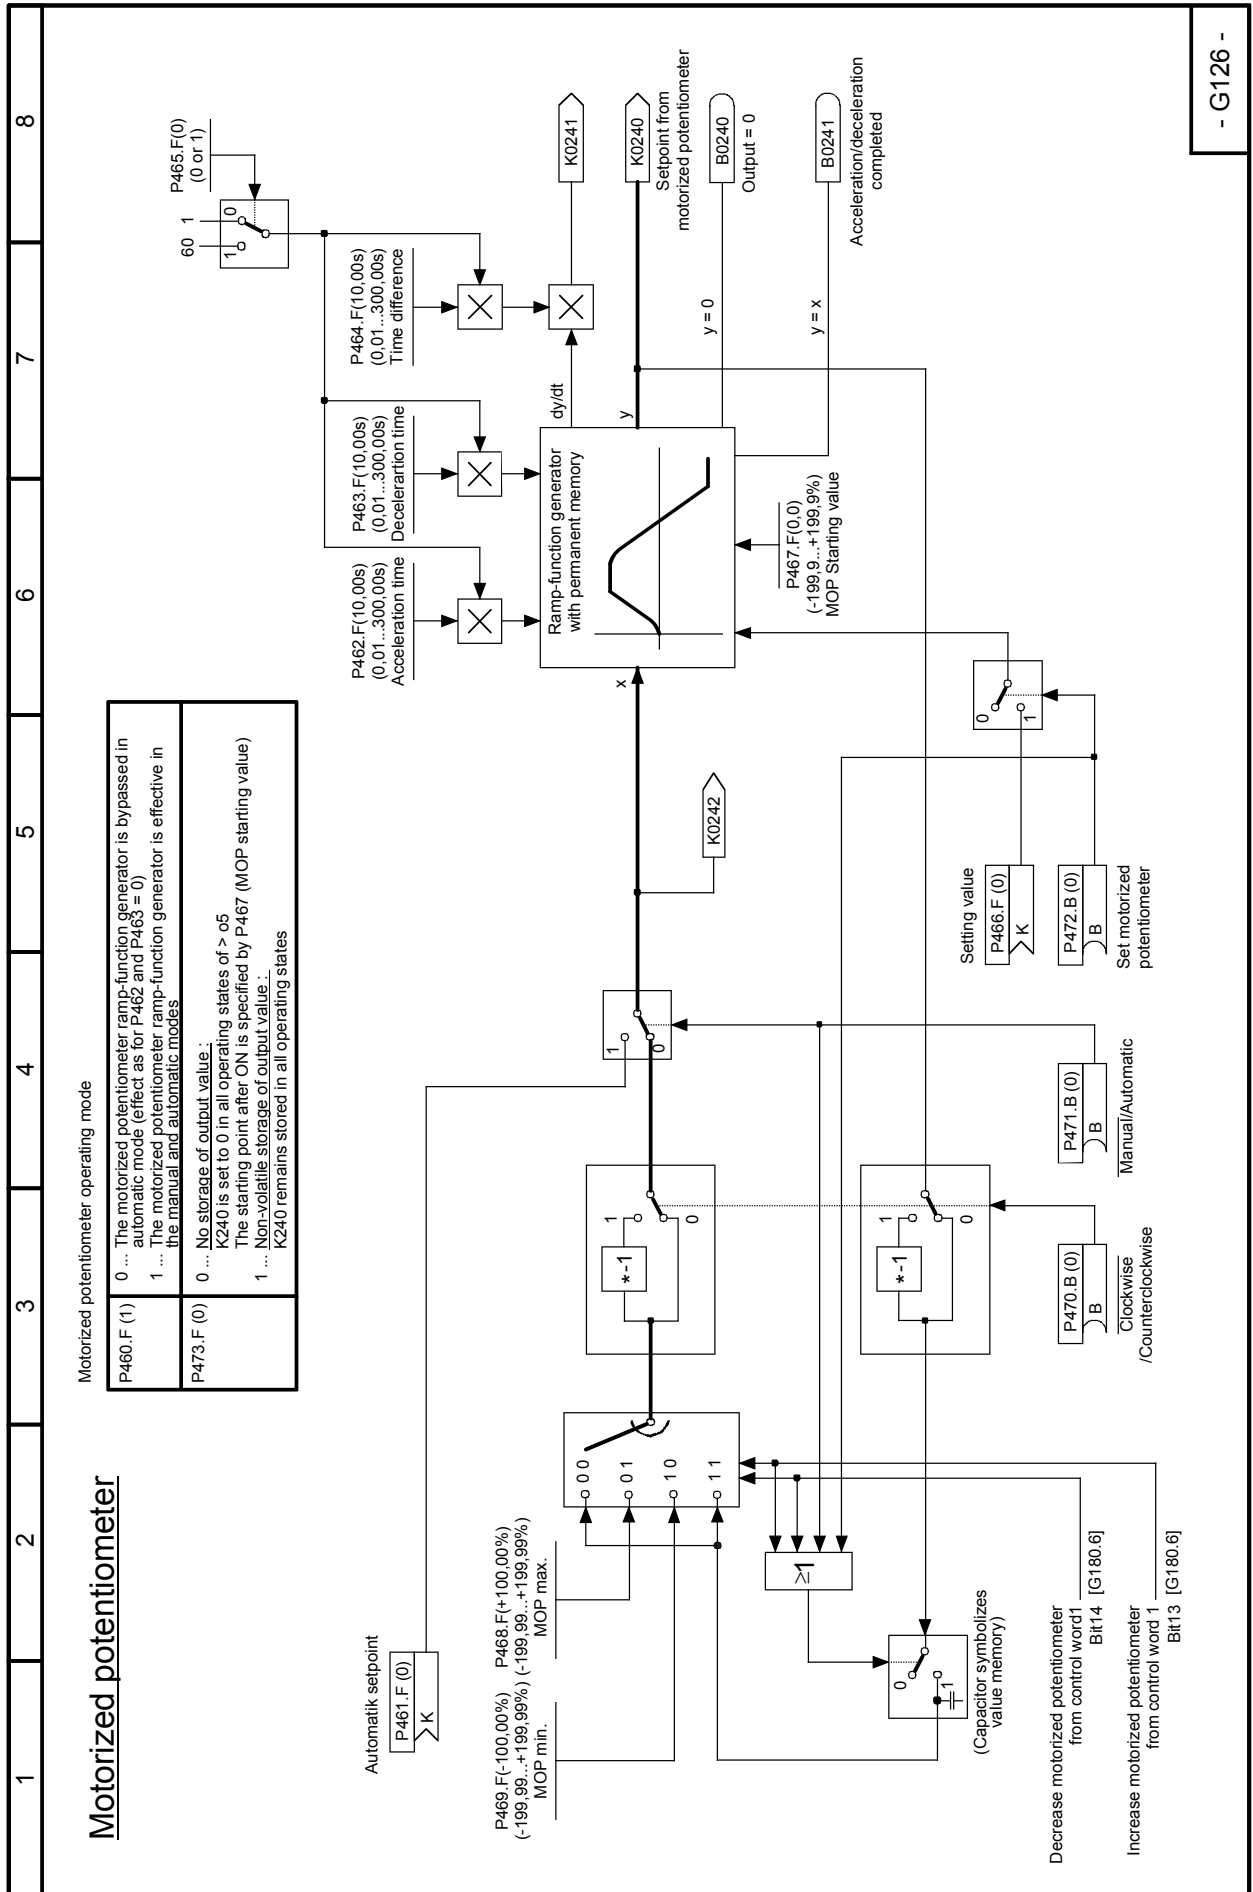 1 2 3 4 5 6 7 8
Motorized potentiometer
Motorized potentiometer operating mode
P460.F (1)
0 ... The motorized potentiometer ramp-function generator is bypassed in
automatic mode (effect as for P462 and P463 = 0)
1 ... The motorized potentiometer ramp-function generator is effective in
the manual and automatic modes
P473.F (0)
0 ... No storage of output value :
K240 is set to 0 in all operating states of > o5
The starting point after ON is specified by P467 (MOP starting value)
1 ... Non-volatile storage of output value :
K240 remains stored in all operating states
P465.F(0)
(0 or 1)
60
1
1
0
Automatik setpoint
P461.F (0)
K
P462.F(10,00s)
(0,01...300,00s)
Acceleration time
P463.F(10,00s)
(0,01...300,00s)
Decelerartion time
P464.F(10,00s)
(0,01...300,00s)
Time difference
P469.F(-100,00%)
(-199,99...+199,99%)
MOP min.
P468.F(+100,00%)
(-199,99...+199,99%)
MOP max.
0 0
0 1
1 0
1 1
*-1
1
0
1
0
x
K0242
Ramp-function generator
with permanent memory
dy/dt
y
y = 0
y = x
K0241
K0240
Setpoint from
motorized potentiometer
B0240
Output = 0
B0241
Acceleration/deceleration
completed
P467.F(0,0)
(-199,9...+199,9%)
MOP Starting value
≥1
0
1
(Capacitor symbolizes
value memory)
*-1
1
0
0
1
Setting value
P466.F (0)
K
P472.B (0)
B
Set motorized
potentiometer
P471.B (0)
B
Manual/Automatic
P470.B (0)
B
Clockwise
/Counterclockwise
Decrease motorized potentiometer
from control word1
Bit14 [G180.6]
Increase motorized potentiometer
from control word 1
Bit13 [G180.6]
- G126 -